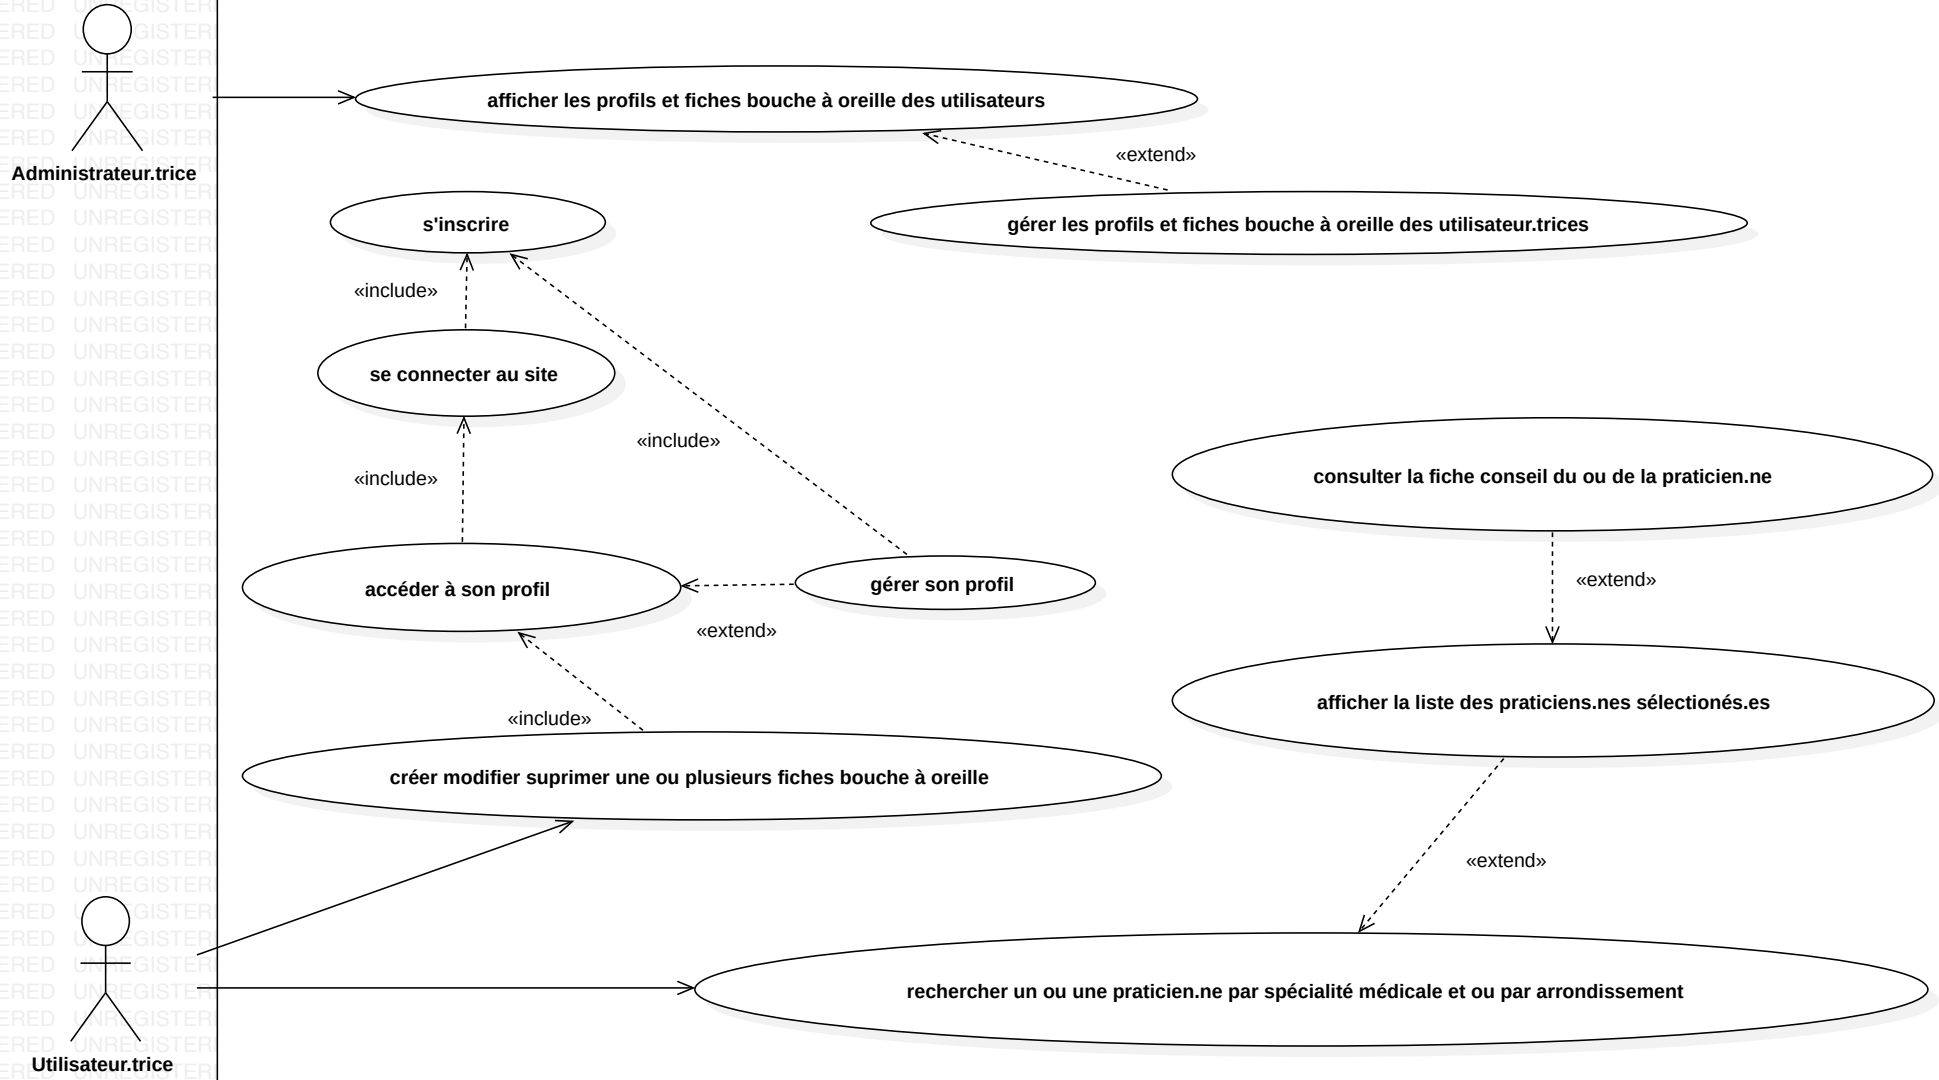 afficher les profils et fiches bouche à oreille des utilisateurs
«extend»
Administrateur.trice
s'inscrire
gérer les profils et fiches bouche à oreille des utilisateur.trices
«include»
se connecter au site
«include»
«include»
consulter la fiche conseil du ou de la praticien.ne
accéder à son profil
gérer son profil
«extend»
«extend»
«include»
afficher la liste des praticiens.nes sélectionés.es
créer modifier suprimer une ou plusieurs fiches bouche à oreille
«extend»
rechercher un ou une praticien.ne par spécialité médicale et ou par arrondissement
Utilisateur.trice
UNREGISTERED